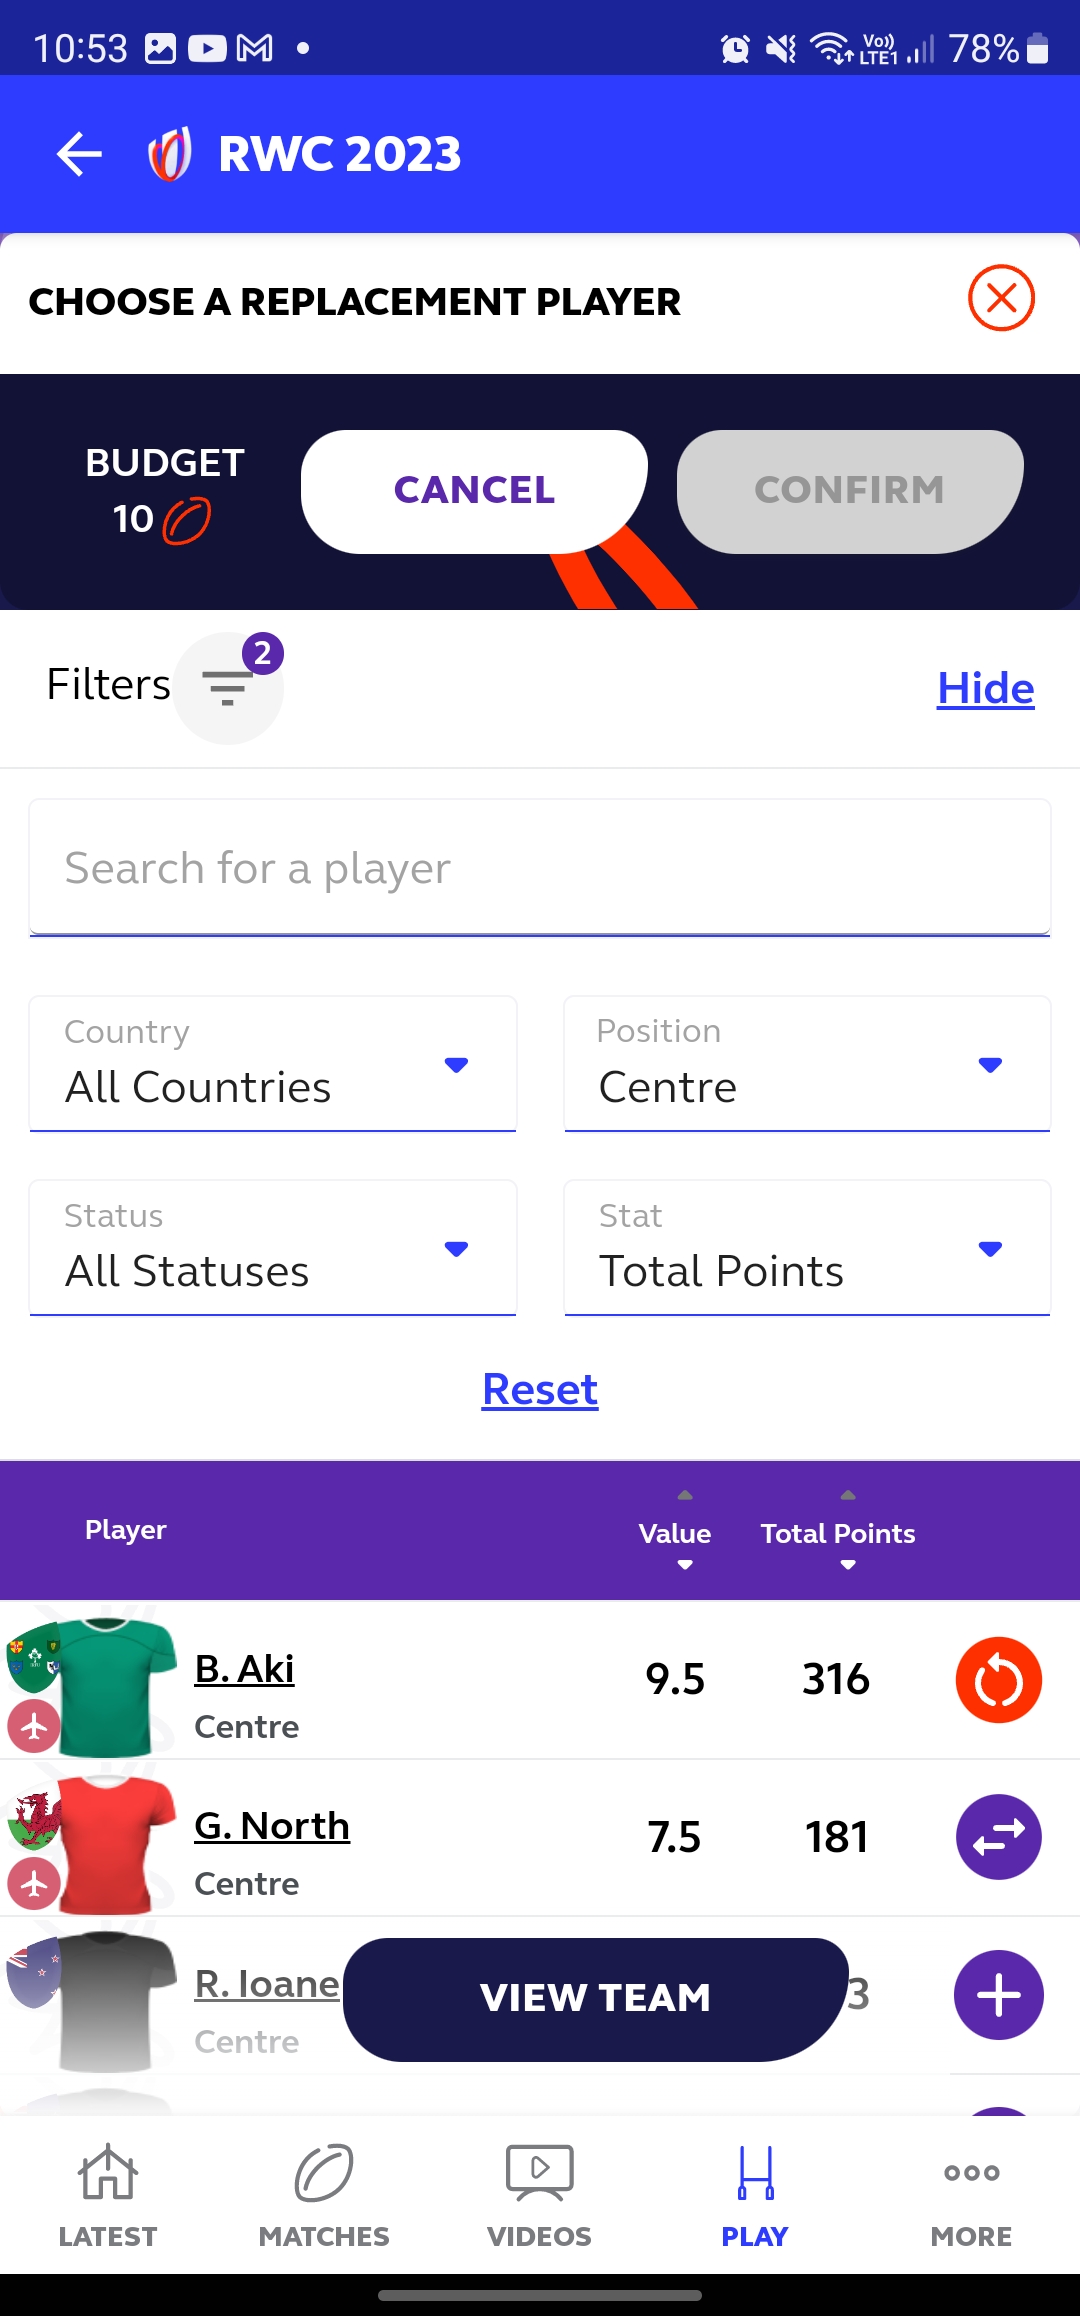 10:53
Vo)) LTE1 78%
RWC 2023
CHOOSE A REPLACEMENT PLAYER
BUDGET
10
CANCEL
CONFIRM
Filters
2
Hide
Search for a player
Country
All Countries
Position
Centre
Status
All Statuses
Stat
Total Points
Reset
Player
Value
Total Points
B. Aki
Centre
9.5
316
G. North
Centre
7.5
181
R. Ioane
Centre
3
VIEW TEAM
LATEST
MATCHES
VIDEOS
PLAY
MORE